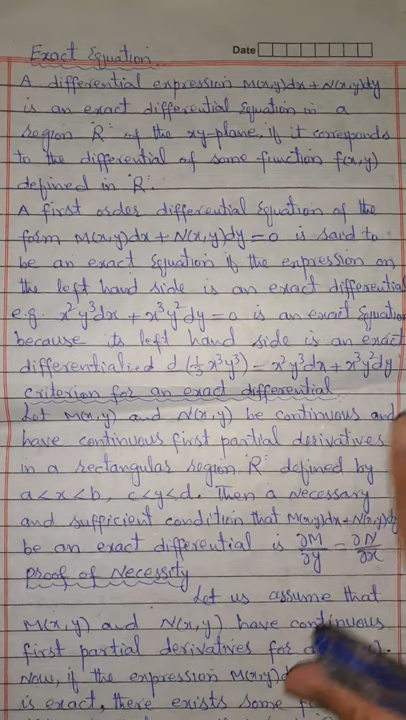 Exact Equation. Date
A differential expression M(x,y)dx+N(x,y)dy
is an exact differential Equation in a
region R of the xy-plane, if it corresponds
to the differential of some function f(x,y)
defined in R.
A first order differential Equation of the
form M(x,y)dx + N(x,y)dy = 0 is said to
be an exact Equation if the expression on
the left hand side is an exact differential
e.g. x²y³dx + x³y²dy = 0 is an exact Equation
because its left hand side is an exact
differential i.e d d(⅓x³y³) = x²y³dx + x³y²dy
criterion for an exact differential
Let M(x,y) and N(x,y) be continuous and
have continuous first partial derivatives
in a rectangular region R defined by
a<x<b, c<y<d. Then a Necessary
and sufficient condition that M(x,y)dx+N(x,y)dy
be an exact differential is ∂M/∂y = ∂N/∂x
Proof of Necessity
Let us assume that
M(x,y) and N(x,y) have continuous
first partial derivatives for
Now, if the expression M(x,y)d
is exact, there exists some